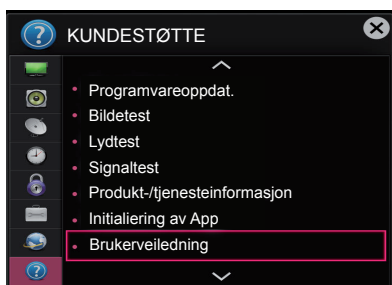 KUNDESTØTTE
Programvareoppdat.
Bildetest
Lydtest
Signaltest
Produkt-/tjenesteinformasjon
Initialiering av App
Brukerveiledning